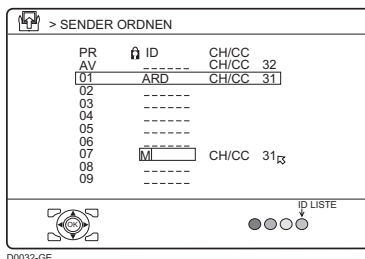 > SENDER ORDNEN
PR ID CH/CC
AV ------ CH/CC 32
01 ARD CH/CC 31
02 ------
03 ------
04 ------
05 ------
06 ------
07 M CH/CC 31
08 ------
09 ------
ID LISTE
OK
D0032-GE